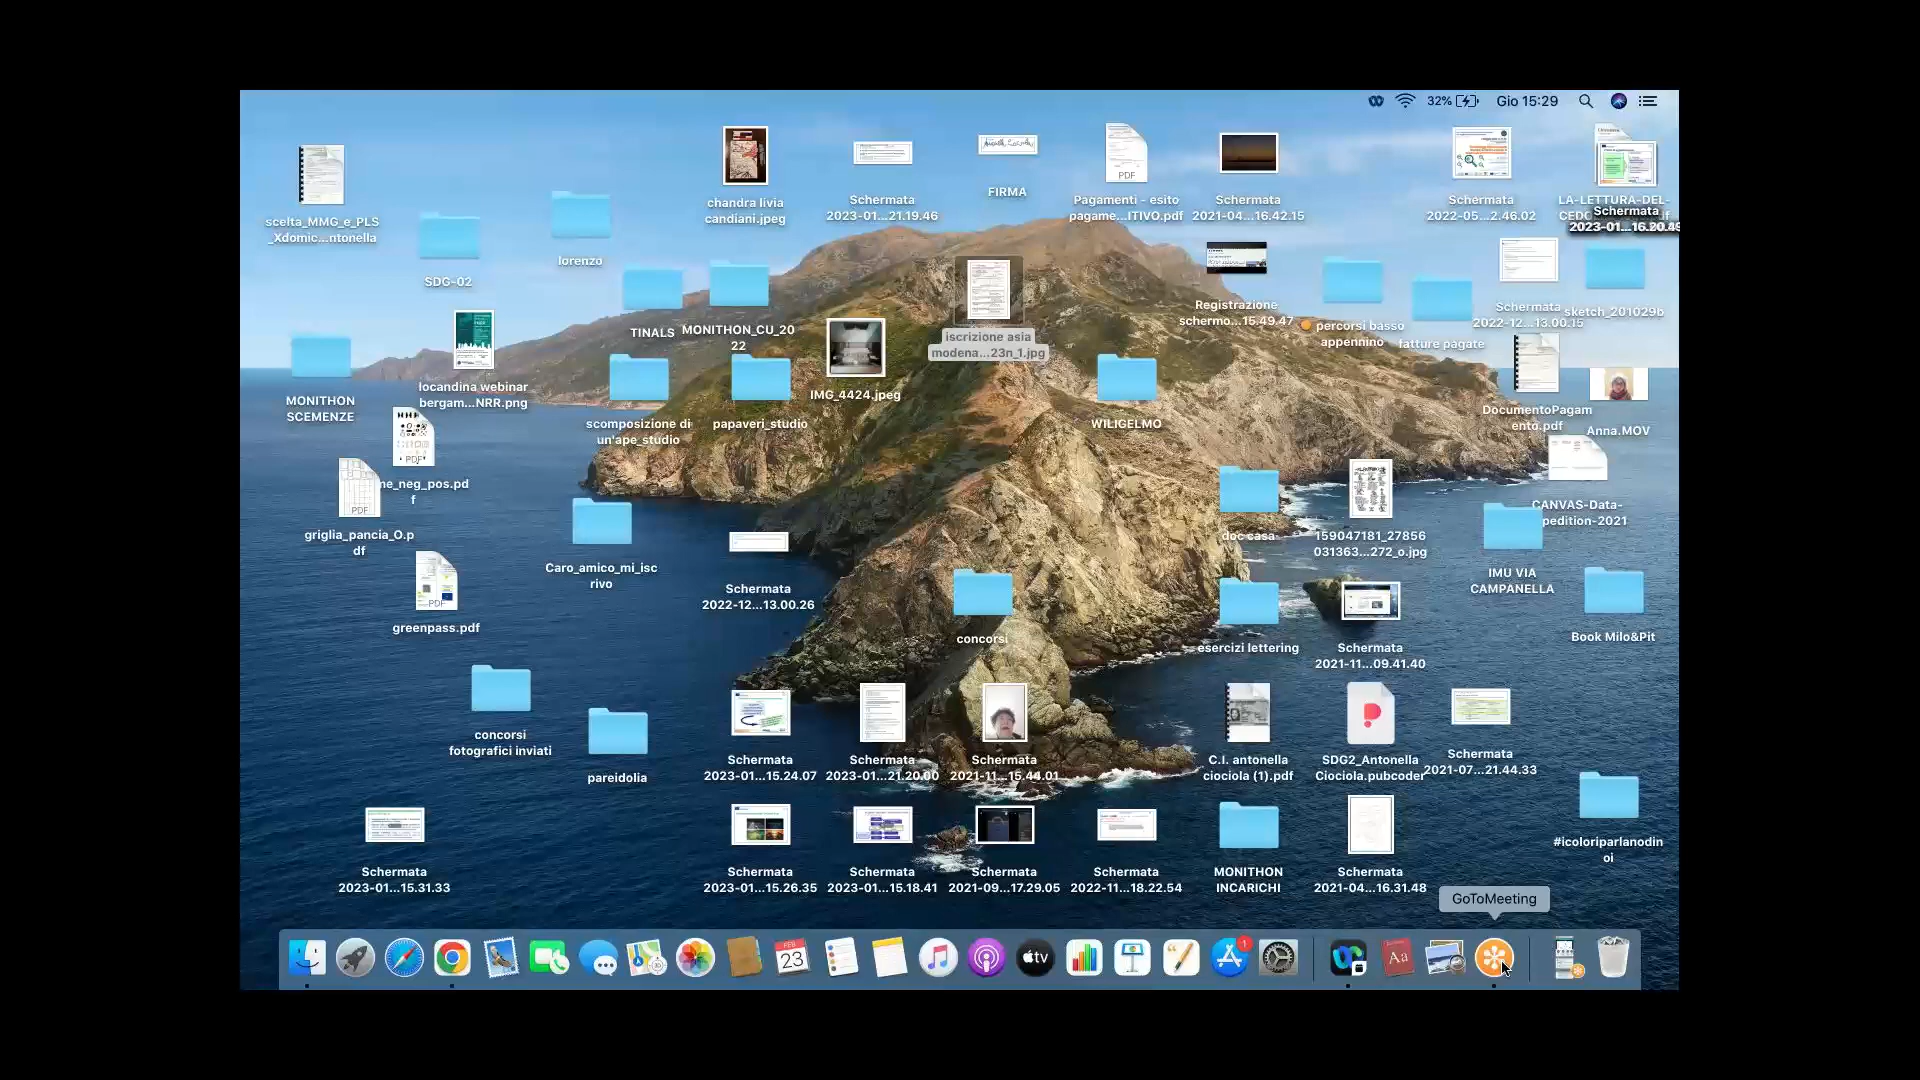 32%
Gio 15:29
scelta_MMG_e_PLS
_Xdomic...ntonella
SDG-02
lorenzo
chandra livia
candiani.jpeg
Schermata
2023-01...21.19.46
FIRMA
PDF
Pagamenti - esito
pagame...ITIVO.pdf
Schermata
2021-04...16.42.15
Schermata
2022-05...2.46.02
LA-LETTURA-DEL-
Schermata
2023-01...16.20.49
TINALS
MONITHON_CU_20
22
IMG_4424.jpeg
iscrizione asia
modena...23n_1.jpg
Registrazione
schermo...15.49.47
percorsi basso
appennino
fatture pagate
Schermata
2022-12...13.00.15
sketch_201029b
MONITHON
SCEMENZE
locandina webinar
bergam...NRR.png
scomposizione di
un'ape_studio
papaveri_studio
WILIGELMO
DocumentoPagam
ento.pdf
Anna.MOV
PDF
me_neg_pos.pd
f
PDF
griglia_pancia_O.p
df
Caro_amico_mi_isc
rivo
Schermata
2022-12...13.00.26
doc casa
159047181_27856
031363...272_o.jpg
CANVAS-Data-
pedition-2021
IMU VIA
CAMPANELLA
PDF
greenpass.pdf
concorsi
esercizi lettering
Schermata
2021-11...09.41.40
Book Milo&Pit
concorsi
fotografici inviati
pareidolia
Schermata
2023-01...15.24.07
Schermata
2023-01...21.20.00
Schermata
2021-11...15.44.01
C.I. antonella
ciociola (1).pdf
SDG2_Antonella
Ciociola.pubcoder
Schermata
2021-07...21.44.33
#icoloriparlanodin
oi
Schermata
2023-01...15.31.33
Schermata
2023-01...15.26.35
Schermata
2023-01...15.18.41
Schermata
2021-09...17.29.05
Schermata
2022-11...18.22.54
MONITHON
INCARICHI
Schermata
2021-04...16.31.48
GoToMeeting
FEB
23
tv
1
Aa